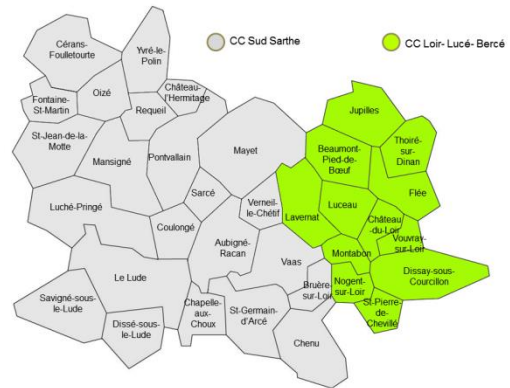 CC Sud Sarthe
CC Loir- Lucé- Bercé
Cérans-
Foulletourte
Yvré-le-
Polin
Oizé
Château-
l'Hermitage
Fontaine-
St-Martin
Requeil
Jupilles
St-Jean-de-la-
Motte
Mansigné
Pontvallain
Mayet
Beaumont-
Pied-de-
Bœuf
Thoiré-
sur-
Dinan
Sarcé
Verneil-
le-Chétif
Flée
Luché-Pringé
Lavernat
Luceau
Château
-du-Loir
Coulongé
Aubigné-
Racan
Vouvray-
sur-Loir
Montabon
Vaas
Le Lude
Bruère-
sur-Loir
Nogent-
sur-Loir
Dissay-sous-
Courcillon
Savigné-sous-
le-Lude
Chapelle-
aux-
Choux
St-Germain-
d'Arcé
St-Pierre-
de-
Chevillé
Dissé-sous-
le-Lude
Chenu